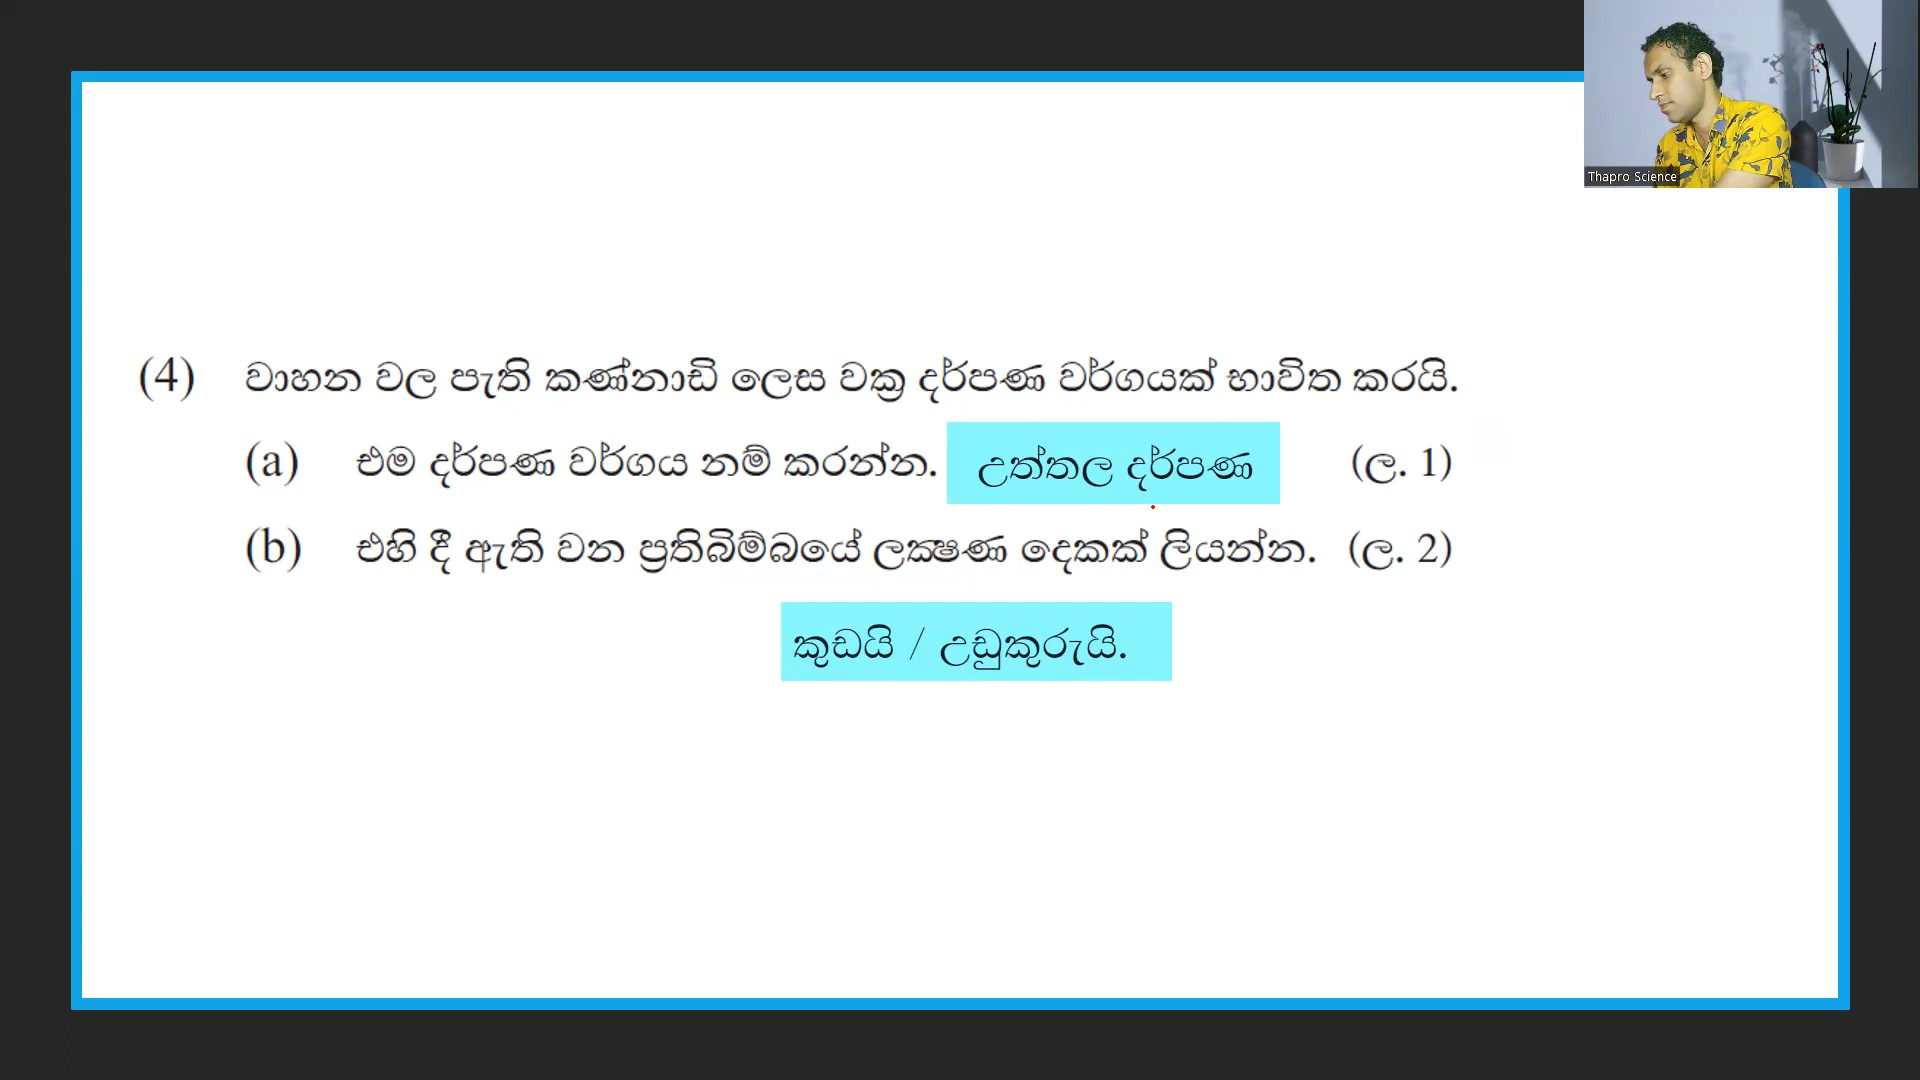 Thapro Science
(4) වාහන වල පැති කණ්නාඩි ලෙස වක්‍ර දර්පණ වර්ගයක් භාවිත කරයි.
(a) එම දර්පණ වර්ගය නම් කරන්න. උත්තල දර්පණ (ල. 1)
(b) එහි දී ඇති වන ප්‍රතිබිම්බයේ ලක්‍ෂණ දෙකක් ලියන්න. (ල. 2)
කුඩයි / උඩුකුරුයි.